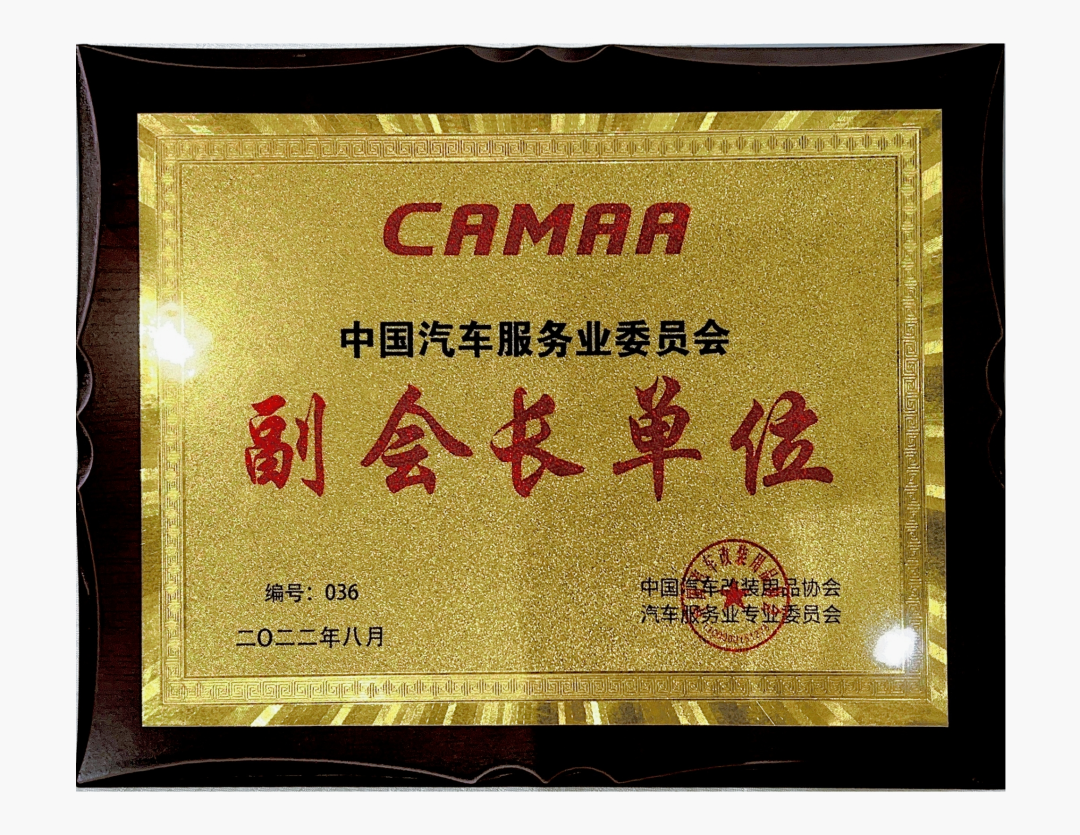 CAMAA
中国汽车服务业委员会
副会长单位
编号：036
二〇二二年八月
中国汽车改装用品协会
汽车服务业专业委员会